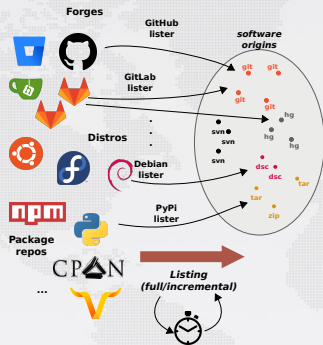 Forges
GitHub
lister
software
origins
git
git
GitLab
lister
git
git
hg
hg
hg
svn
svn
svn
.
.
.
Distros
Debian
lister
dsc
dsc
tar
tar
zip
npm
PyPi
lister
Package
repos
CPAN
...
Listing
(full/incremental)